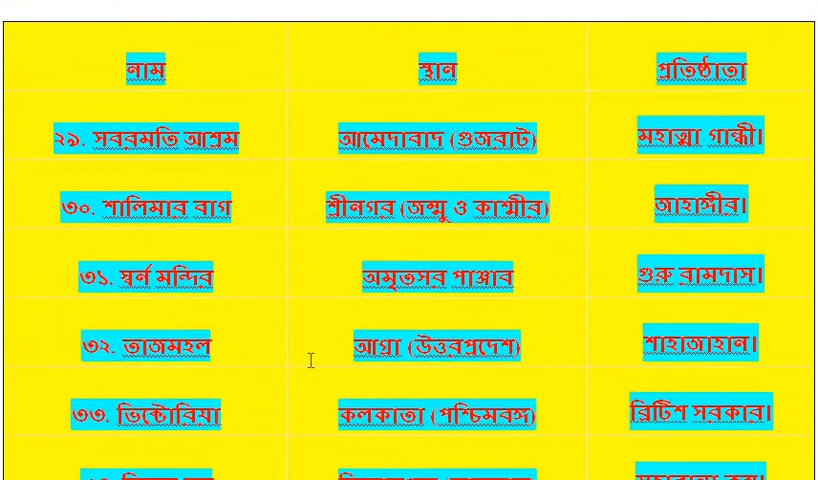 নাম স্থান প্রতিষ্ঠাতা
২৯. সবরমতি আশ্রম আমেদাবাদ (গুজরাট) মহাত্মা গান্ধী।
৩০. শালিমার বাগ শ্রীনগর (জম্মু ও কাশ্মীর) জাহাঙ্গীর।
৩১. স্বর্ন মন্দির অমৃতসর পাঞ্জাব গুরু রামদাস।
৩২. তাজমহল আগ্রা (উত্তরপ্রদেশ) শাহাজাহান।
৩৩. ভিক্টোরিয়া কলকাতা (পশ্চিমবঙ্গ) ব্রিটিশ সরকার।